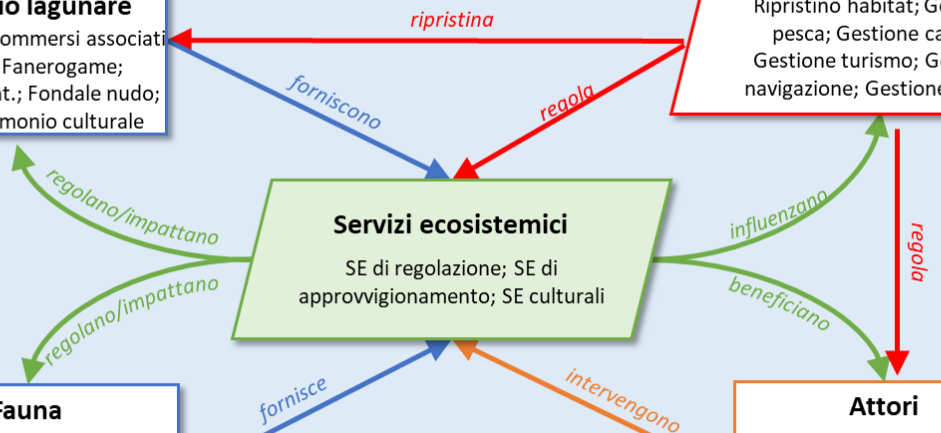 io lagunare
ommersi associati
Fanerogame;
nt.; Fondale nudo;
monio culturale
ripristina
Ripristino habitat; Ge
pesca; Gestione ca
Gestione turismo; Ge
navigazione; Gestione
forniscono
regola
regolano/impattano
regolano/impattano
Servizi ecosistemici
SE di regolazione; SE di
approvvigionamento; SE culturali
influenzano
beneficiano
regola
fornisce
intervengono
Fauna
Attori